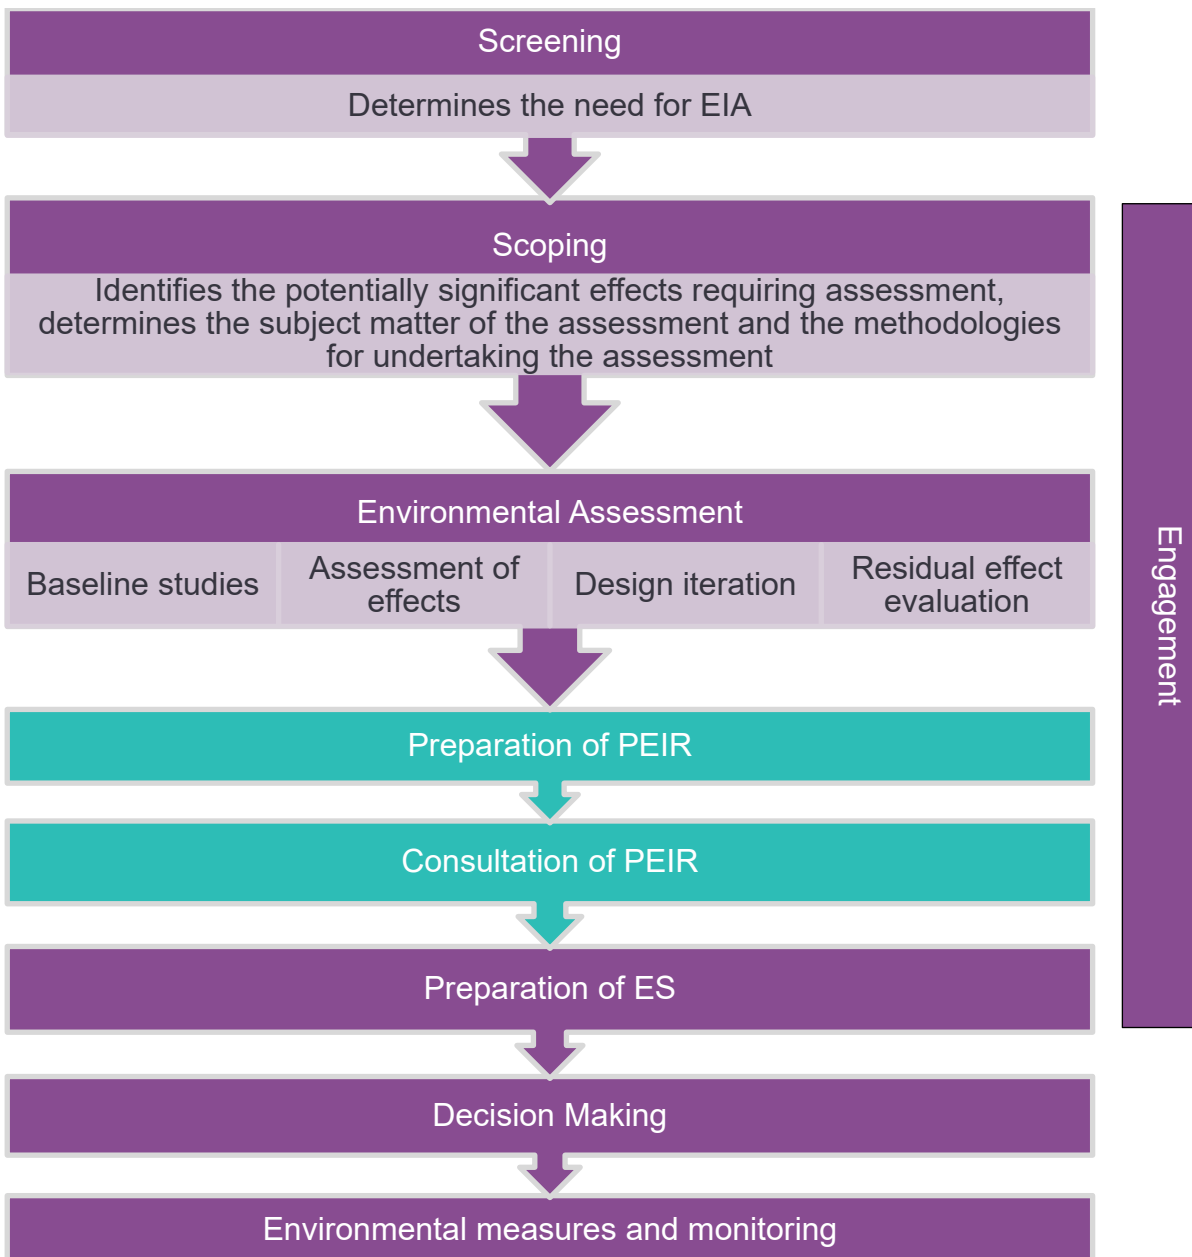 Screening
Determines the need for EIA
Scoping
Identifies the potentially significant effects requiring assessment,
determines the subject matter of the assessment and the methodologies
for undertaking the assessment
Environmental Assessment
Baseline studies
Assessment of
effects
Design iteration
Residual effect
evaluation
Preparation of PEIR
Consultation of PEIR
Preparation of ES
Decision Making
Environmental measures and monitoring
Engagement